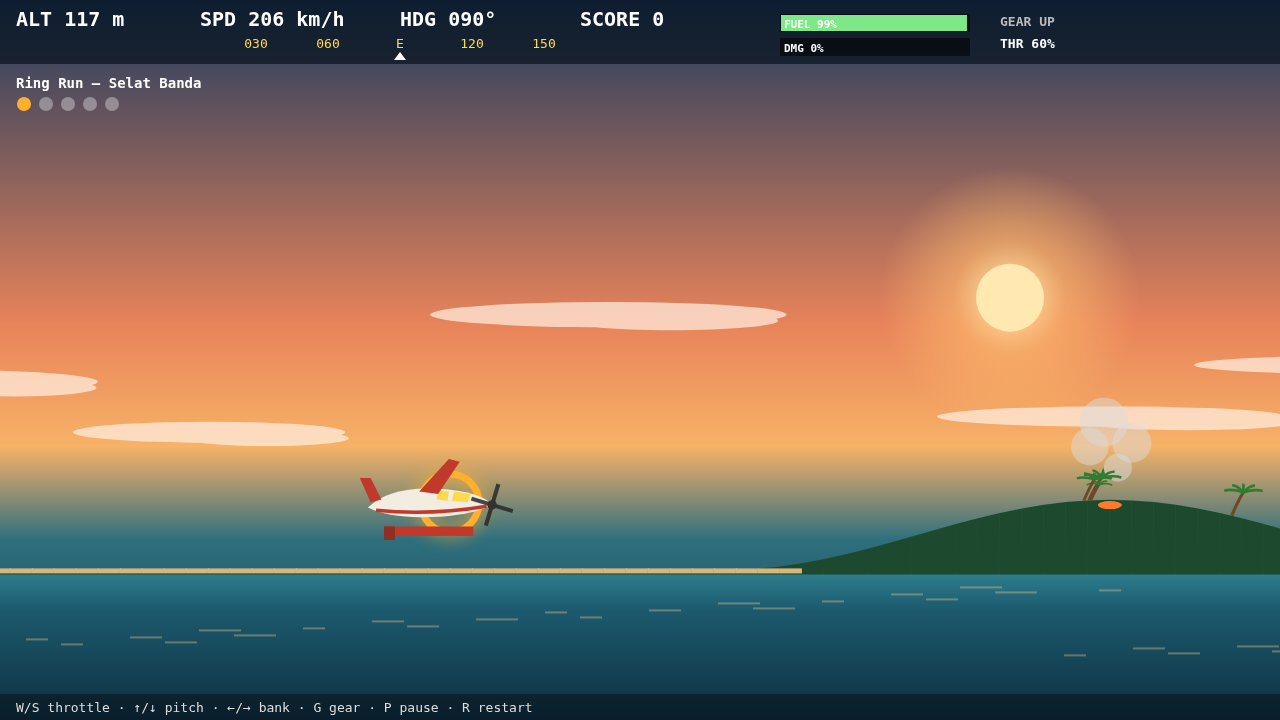 ALT 117 m SPD 206 km/h HDG 090° SCORE 0 FUEL 99% GEAR UP
030 060 E 120 150 DMG 0% THR 60%
Ring Run — Selat Banda
W/S throttle · ↑/↓ pitch · ←/→ bank · G gear · P pause · R restart